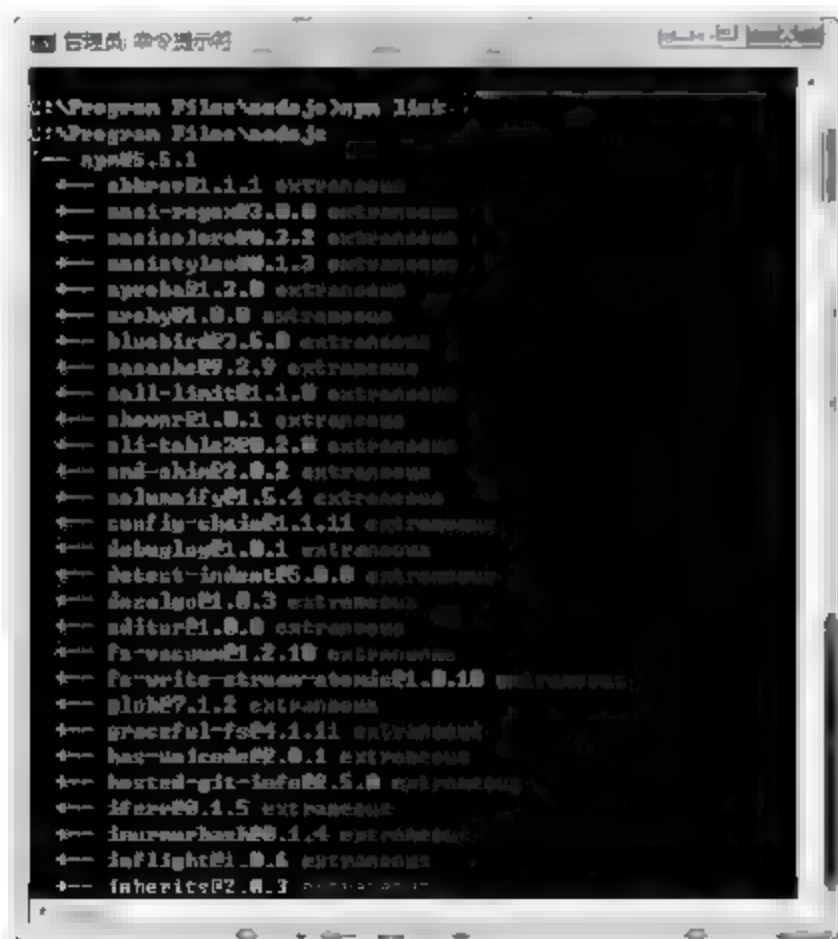 管理员: 命令提示符
C:\Program Files\nodejs>npm link
C:\Program Files\nodejs
npm@5.5.1
+-- abbrev@1.1.1 extraneous
+-- ansi-regex@3.0.0 extraneous
+-- ansicolors@0.3.2 extraneous
+-- ansistyles@0.1.3 extraneous
+-- aproba@1.2.0 extraneous
+-- archy@1.0.0 extraneous
+-- bluebird@3.5.0 extraneous
+-- cacache@9.2.9 extraneous
+-- call-limit@1.1.0 extraneous
+-- chownr@1.0.1 extraneous
+-- cli-table2@0.2.0 extraneous
+-- cmd-shim@2.0.2 extraneous
+-- columnify@1.5.4 extraneous
+-- config-chain@1.1.11 extraneous
+-- debuglog@1.0.1 extraneous
+-- detect-indent@5.0.0 extraneous
+-- dezalgo@1.0.3 extraneous
+-- editor@1.0.0 extraneous
+-- fs-vacuum@1.2.10 extraneous
+-- fs-write-stream-atomic@1.0.10 extraneous
+-- glob@7.1.2 extraneous
+-- graceful-fs@4.1.11 extraneous
+-- has-unicode@2.0.1 extraneous
+-- hosted-git-info@2.5.0 extraneous
+-- iferr@0.1.5 extraneous
+-- imurmurhash@0.1.4 extraneous
+-- inflight@1.0.6 extraneous
+-- inherits@2.0.3 extraneous